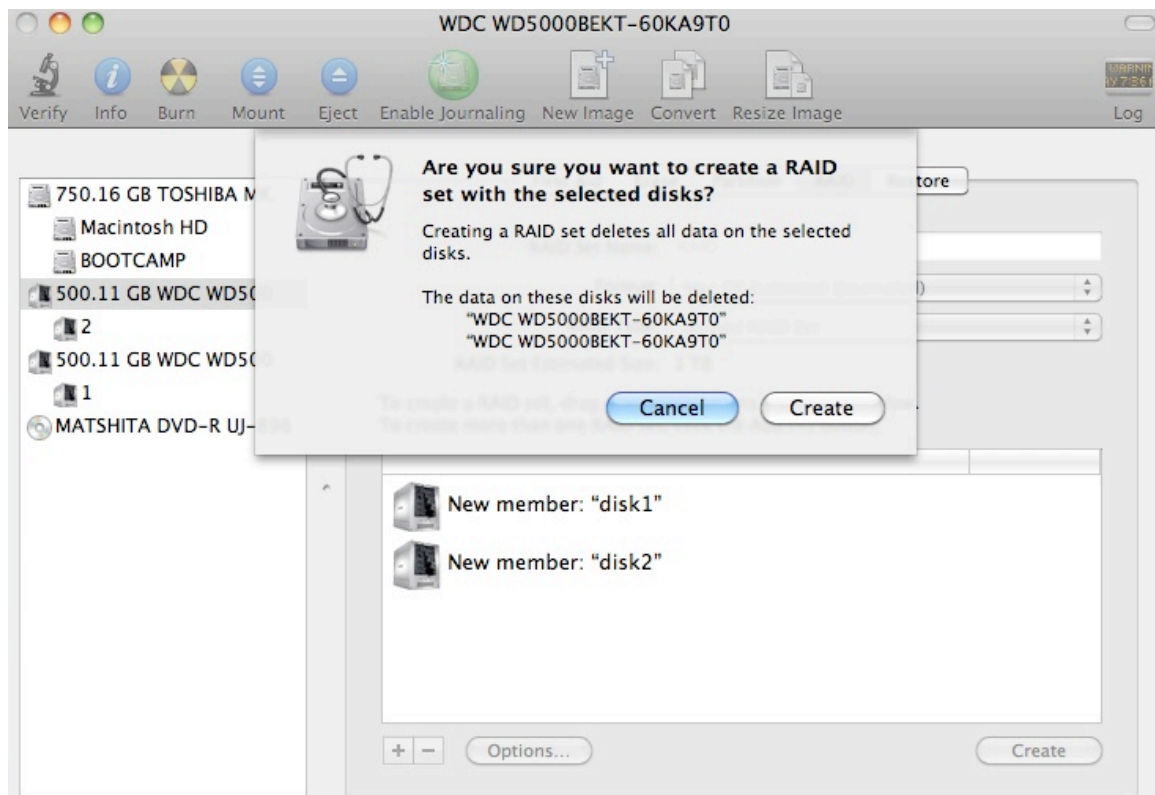 WDC WD5000BEKT-60KA9T0
Verify
Info
Burn
Mount
Eject
Enable Journaling
New Image
Convert
Resize Image
Log
750.16 GB TOSHIBA
Macintosh HD
BOOTCAMP
500.11 GB WDC
2
500.11 GB WDC
1
MATSHITA DVD-R
Are you sure you want to create a RAID
set with the selected disks?
Creating a RAID set deletes all data on the selected
disks.
The data on these disks will be deleted:
“WDC WD5000BEKT-60KA9T0”
“WDC WD5000BEKT-60KA9T0”
Cancel
Create
New member: “disk1”
New member: “disk2”
+
−
Options...
Create